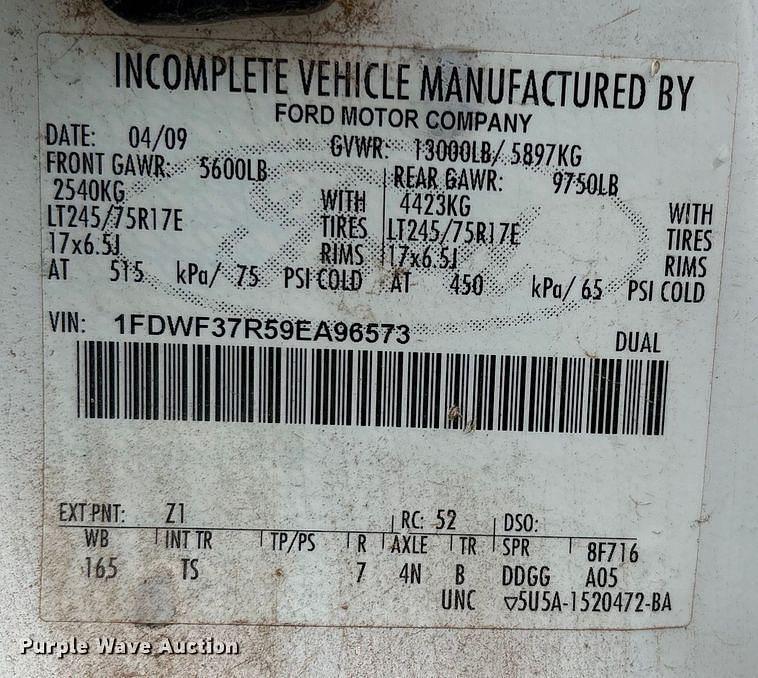 INCOMPLETE VEHICLE MANUFACTURED BY
FORD MOTOR COMPANY
DATE: 04/09 GVWR: 13000LB/ 5897KG
FRONT GAWR: 5600LB REAR GAWR: 9750LB
2540KG WITH 4423KG WITH
LT245/75R17E TIRES LT245/75R17E TIRES
17x6.5J RIMS 17x6.5J RIMS
AT 515 kPa/ 75 PSI COLD AT 450 kPa/ 65 PSI COLD
VIN: 1FDWF37R59EA96573 DUAL
EXT PNT: Z1 RC: 52 DSO:
WB INT TR TP/PS R AXLE TR SPR 8F716
165 TS 7 4N B DDGG A05
UNC ▽5U5A-1520472-BA
Purple Wave Auction